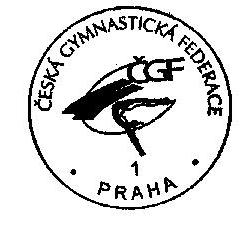 ČESKÁ GYMNASTICKÁ FEDERACE
ČGF
1
• PRAHA •